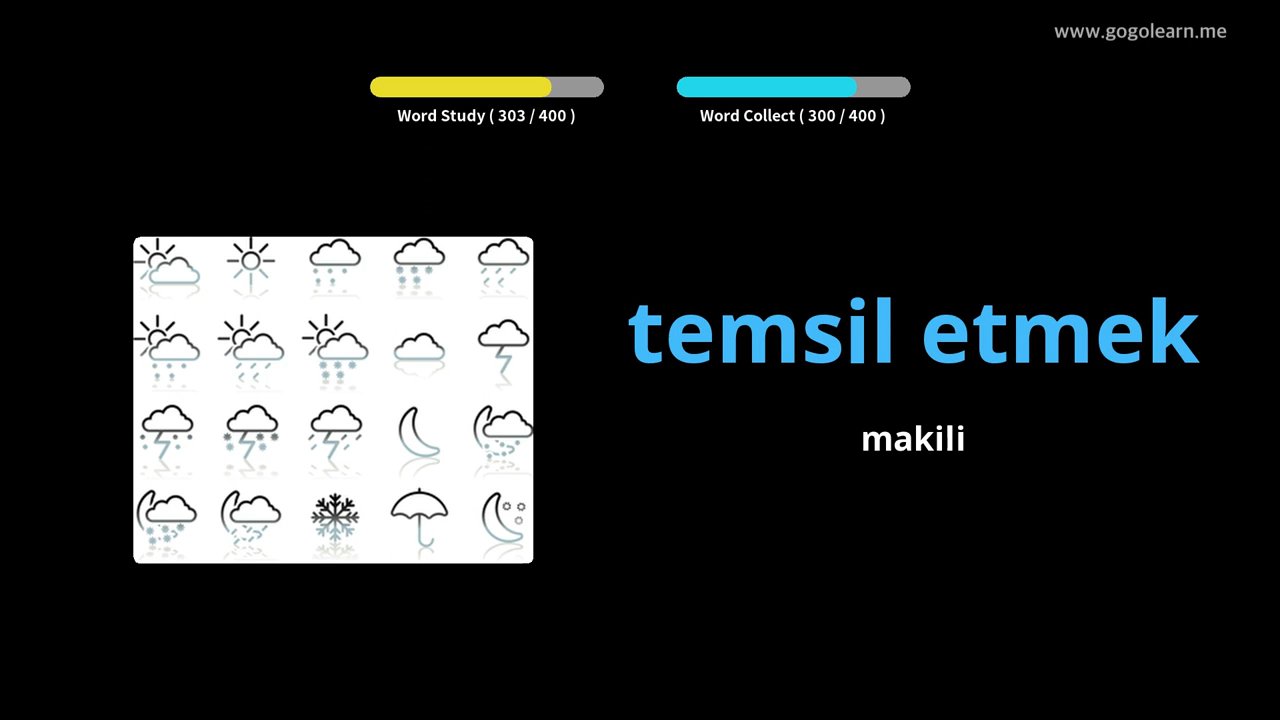 www.gogolearn.me
Word Study ( 303 / 400 )
Word Collect ( 300 / 400 )
temsil etmek
makili